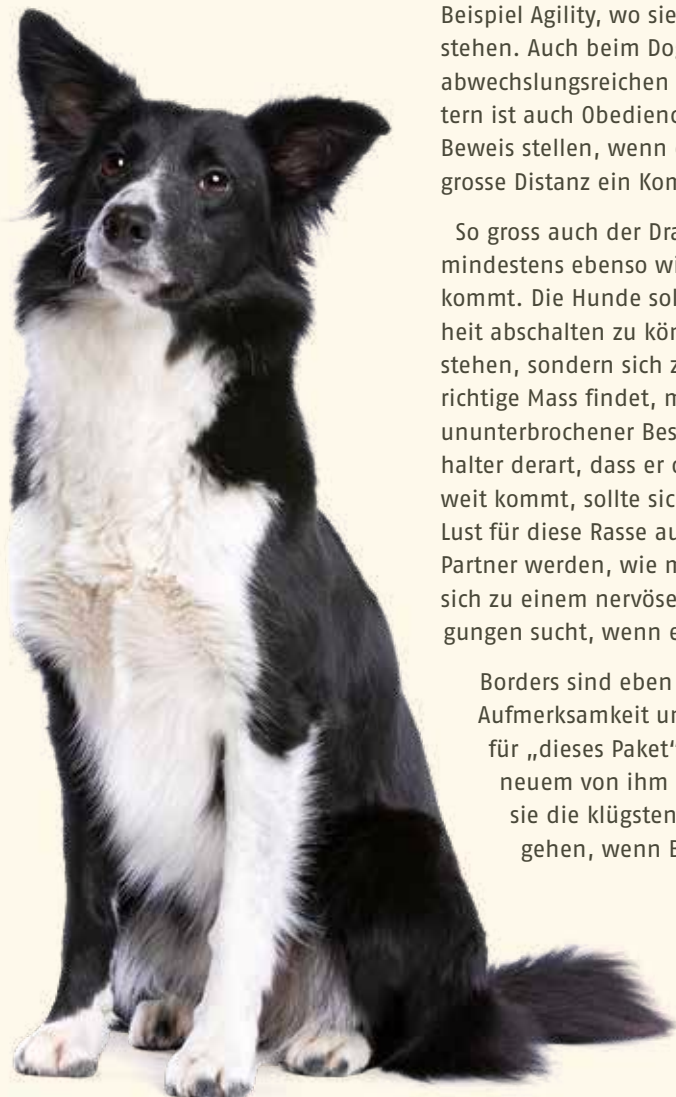 Beispiel Agility, wo sie
stehen. Auch beim Do
abwechslungsreichen
tern ist auch Obedienc
Beweis stellen, wenn
grosse Distanz ein Kom
So gross auch der Dra
mindestens ebenso wi
kommt. Die Hunde sol
heit abschalten zu kön
stehen, sondern sich z
richtige Mass findet, m
ununterbrochener Bes
halter derart, dass er d
weit kommt, sollte sich
Lust für diese Rasse au
Partner werden, wie m
sich zu einem nervöse
gungen sucht, wenn e
Borders sind eben
Aufmerksamkeit un
für „dieses Paket“
neuem von ihm
sie die klügsten
gehen, wenn B